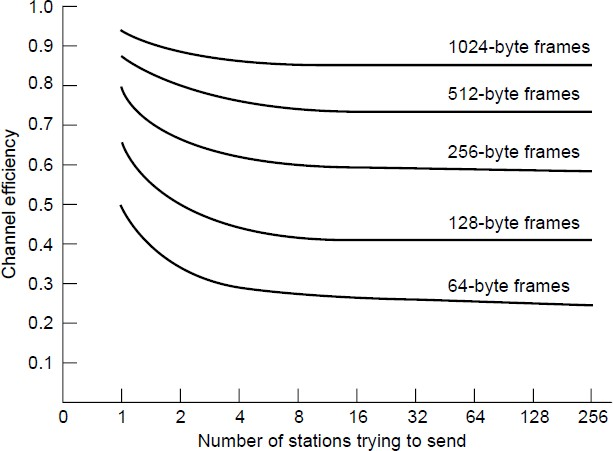 1.0
0.9
1024-byte frames
0.8
512-byte frames
0.7
256-byte frames
0.6
0.5
128-byte frames
0.4
0.3
64-byte frames
0.2
0.1
Channel efficiency
0 1 2 4 8 16 32 64 128 256
Number of stations trying to send